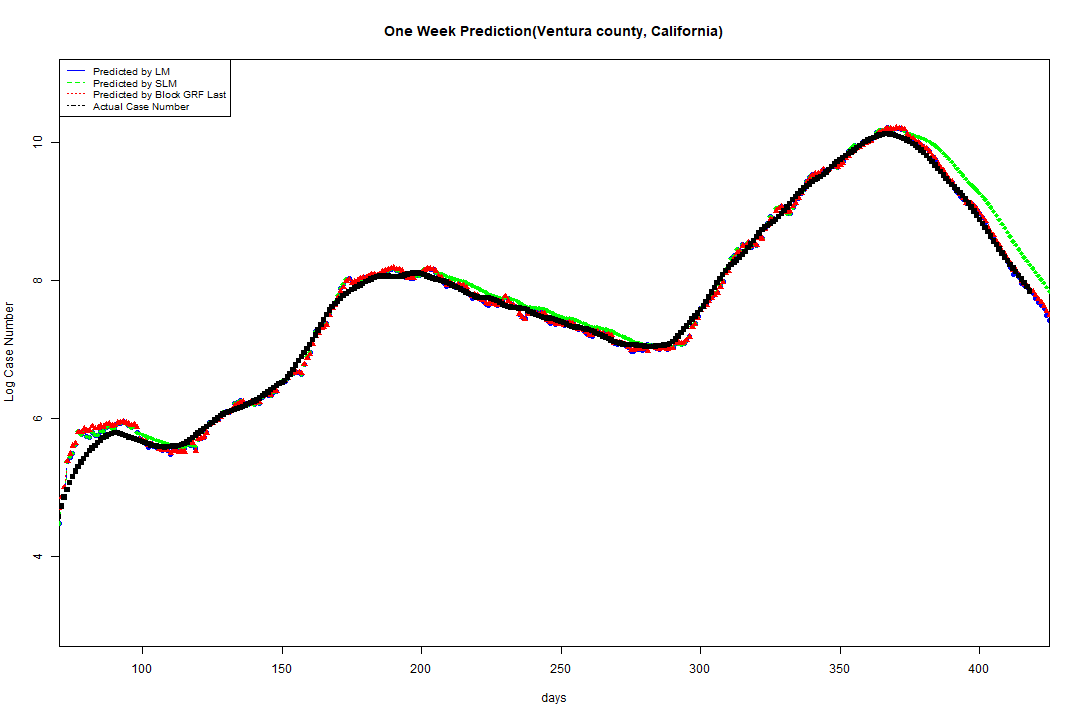 One Week Prediction(Ventura county, California)
Predicted by LM
Predicted by SLM
Predicted by Block GRF Last
Actual Case Number
10
8
6
4
Log Case Number
100 150 200 250 300 350 400
days